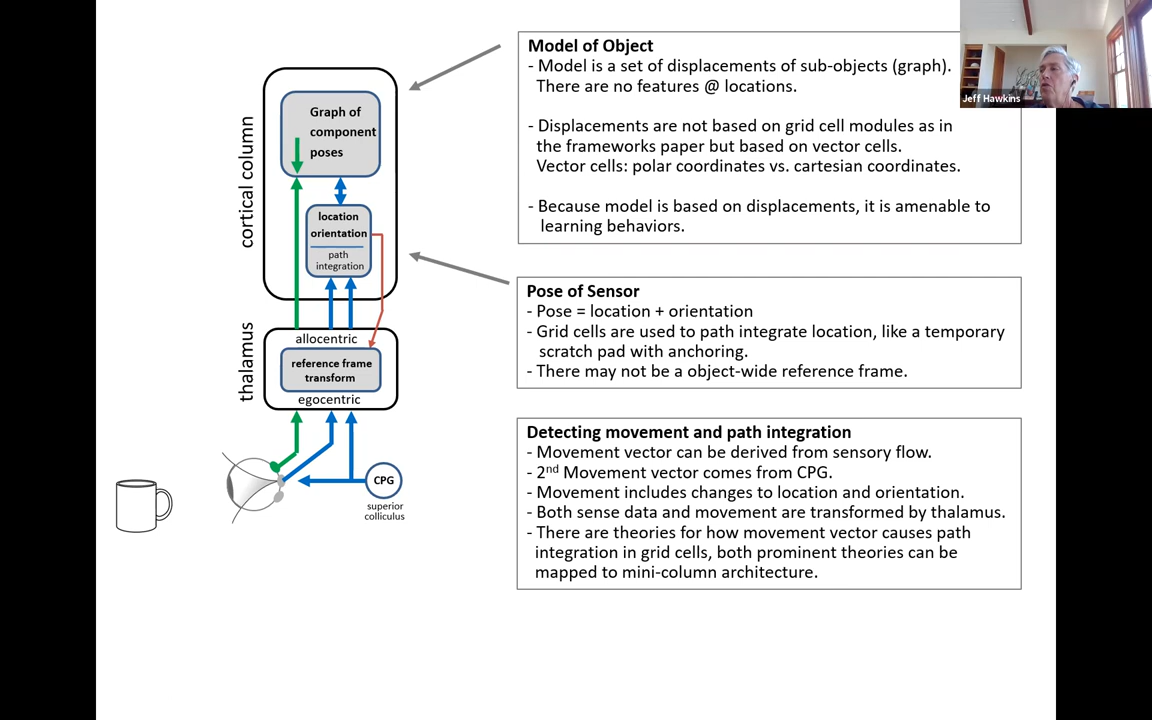 Model of Object
- Model is a set of displacements of sub-objects (graph).
There are no features @ locations.
- Displacements are not based on grid cell modules as in
the frameworks paper but based on vector cells.
Vector cells: polar coordinates vs. cartesian coordinates.
- Because model is based on displacements, it is amenable to
learning behaviors.
Jeff Hawkins
cortical column
Graph of
component
poses
location
orientation
path
integration
Pose of Sensor
- Pose = location + orientation
- Grid cells are used to path integrate location, like a temporary
scratch pad with anchoring.
- There may not be a object-wide reference frame.
thalamus
allocentric
reference frame
transform
egocentric
Detecting movement and path integration
- Movement vector can be derived from sensory flow.
- 2nd Movement vector comes from CPG.
- Movement includes changes to location and orientation.
- Both sense data and movement are transformed by thalamus.
- There are theories for how movement vector causes path
integration in grid cells, both prominent theories can be
mapped to mini-column architecture.
CPG
superior
colliculus